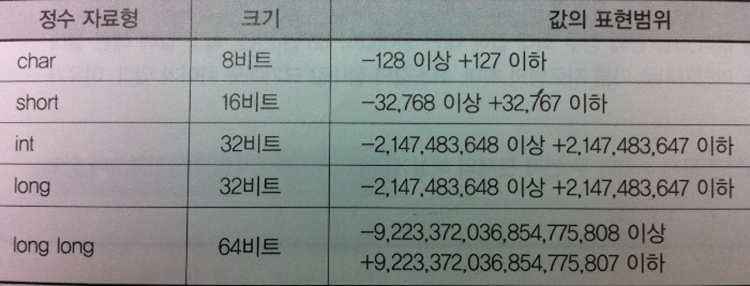 정수 자료형 크기 값의 표현범위
char 8비트 -128 이상 +127 이하
short 16비트 -32,768 이상 +32,767 이하
int 32비트 -2,147,483,648 이상 +2,147,483,647 이하
long 32비트 -2,147,483,648 이상 +2,147,483,647 이하
long long 64비트 -9,223,372,036,854,775,808 이상
+9,223,372,036,854,775,807 이하